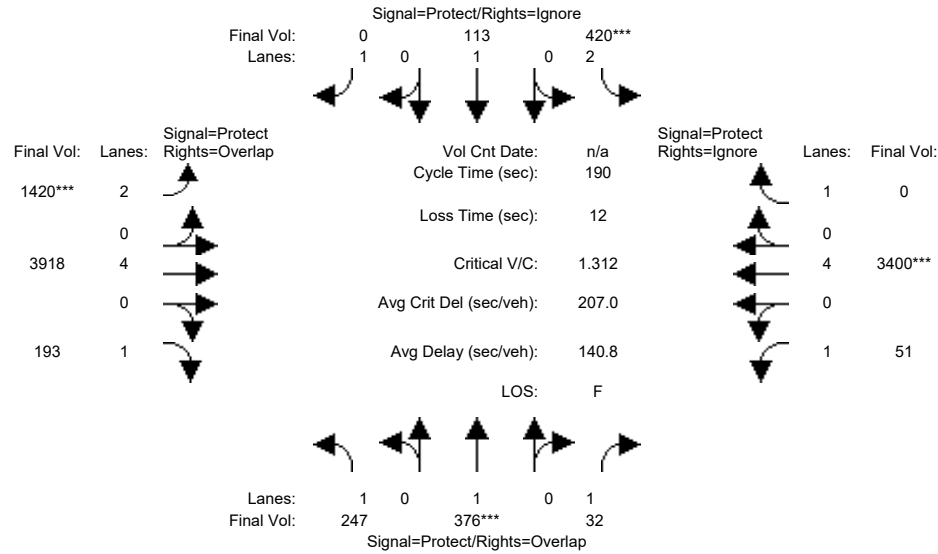 Signal=Protect/Rights=Ignore
Final Vol: 0 113 420***
Lanes: 1 0 1 0 2
Signal=Protect
Final Vol: Lanes: Rights=Overlap
Vol Cnt Date: n/a
Signal=Protect
Rights=Ignore Lanes: Final Vol:
Cycle Time (sec): 190
1420*** 2
1 0
Loss Time (sec): 12
0
0
3918 4
Critical V/C: 1.312
4 3400***
0
Avg Crit Del (sec/veh): 207.0
0
193 1
Avg Delay (sec/veh): 140.8
1 51
LOS: F
Lanes: 1 0 1 0 1
Final Vol: 247 376*** 32
Signal=Protect/Rights=Overlap